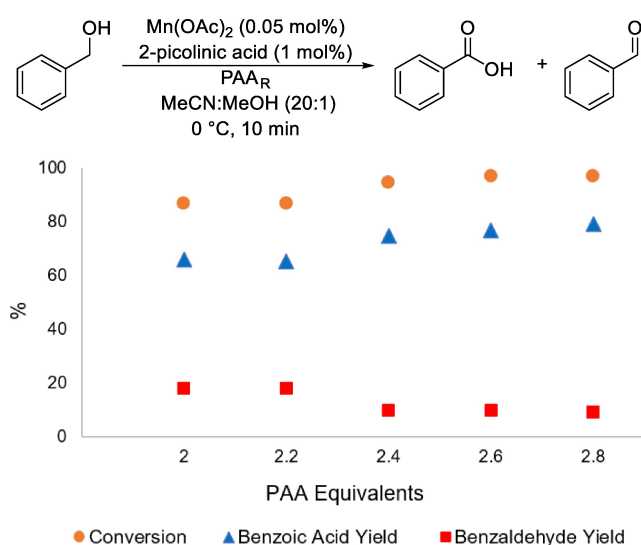 OH
Mn(OAc)2 (0.05 mol%)
2-picolinic acid (1 mol%)
PAAR
MeCN:MeOH (20:1)
0 °C, 10 min
O
OH
+
O
100
80
60
40
20
0
%
2 2.2 2.4 2.6 2.8
PAA Equivalents
Conversion Benzoic Acid Yield Benzaldehyde Yield